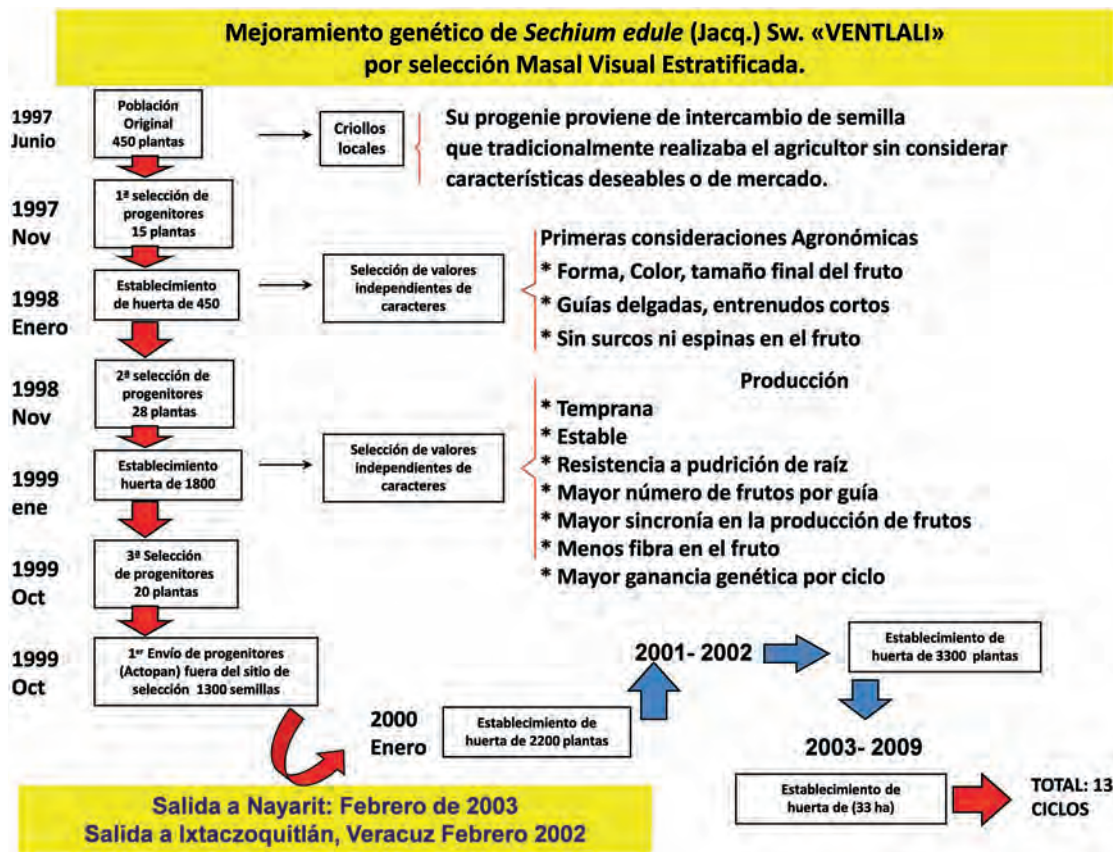 Mejoramiento genético de Sechium edule (Jacq.) Sw. «VENTLALI»
por selección Masal Visual Estratificada.
1997
Junio
Población
Original
450 plantas
Criollos
locales
Su progenie proviene de intercambio de semilla
que tradicionalmente realizaba el agricultor sin considerar
características deseables o de mercado.
1997
Nov
1ª selección de
progenitores
15 plantas
1998
Enero
Establecimiento
de huerta de 450
Selección de valores
independientes de
caracteres
Primeras consideraciones Agronómicas
* Forma, Color, tamaño final del fruto
* Guías delgadas, entrenudos cortos
* Sin surcos ni espinas en el fruto
1998
Nov
2ª selección de
progenitores
28 plantas
1999
ene
Establecimiento
huerta de 1800
Selección de valores
independientes de
caracteres
Producción
* Temprana
* Estable
* Resistencia a pudrición de raíz
* Mayor número de frutos por guía
* Mayor sincronía en la producción de frutos
* Menos fibra en el fruto
* Mayor ganancia genética por ciclo
1999
Oct
3ª Selección
de progenitores
20 plantas
1999
Oct
1er Envío de progenitores
(Actopan) fuera del sitio de
selección 1300 semillas
2000
Enero
Establecimiento de
huerta de 2200 plantas
2001- 2002
Establecimiento de
huerta de 3300 plantas
2003- 2009
Establecimiento de
huerta de (33 ha)
TOTAL: 13
CICLOS
Salida a Nayarit: Febrero de 2003
Salida a Ixtaczoquitlán, Veracuz Febrero 2002